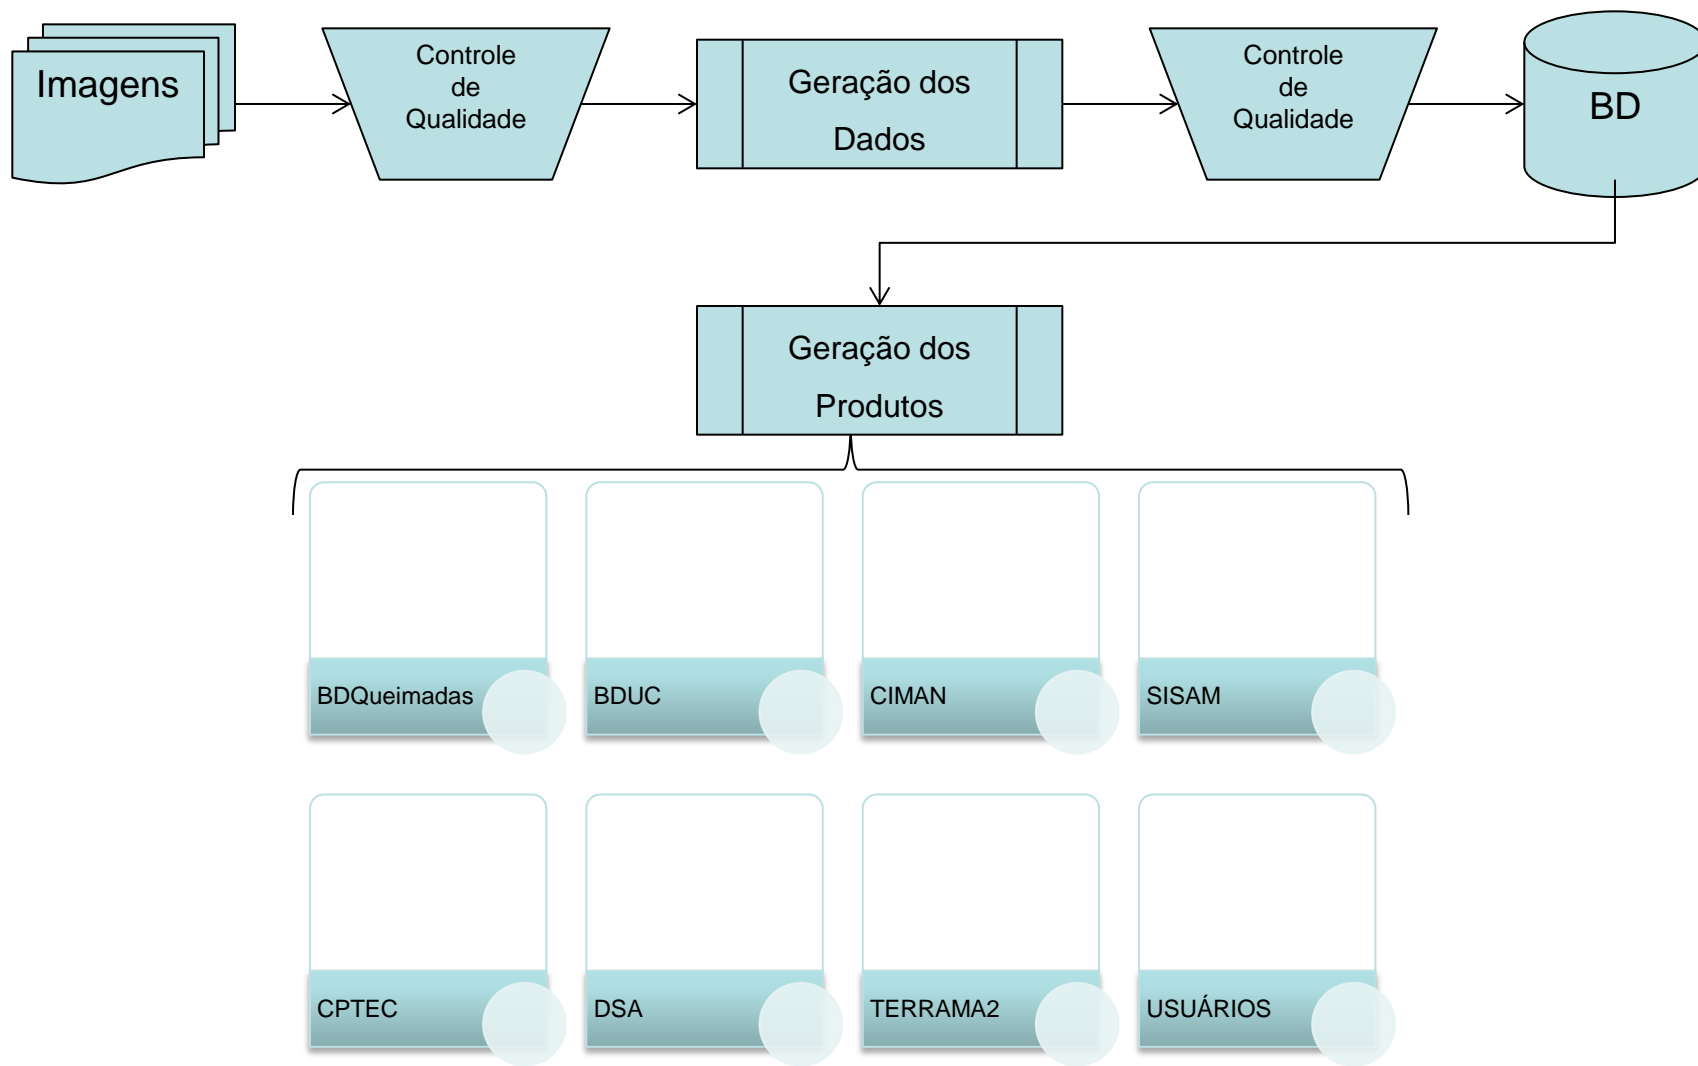 Imagens
Controle
de
Qualidade
Geração dos
Dados
Controle
de
Qualidade
BD
Geração dos
Produtos
BDQueimadas
BDUC
CIMAN
SISAM
CPTEC
DSA
TERRAMA2
USUÁRIOS